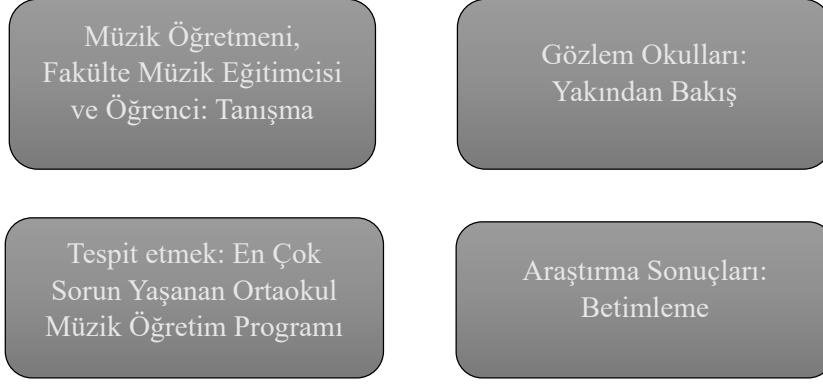 Müzik Öğretmeni,
Fakülte Müzik Eğitimcisi
ve Öğrenci: Tanışma
Gözlem Okulları:
Yakından Bakış
Tespit etmek: En Çok
Sorun Yaşanan Ortaokul
Müzik Öğretim Programı
Araştırma Sonuçları:
Betimleme